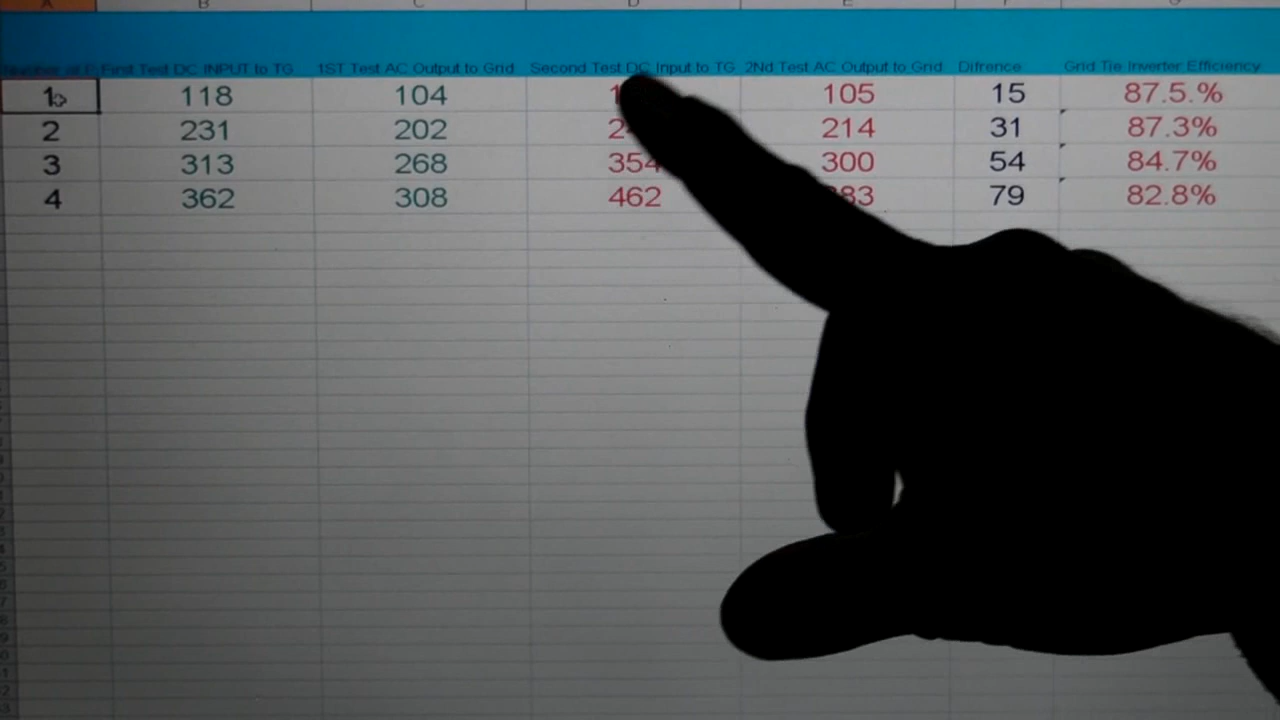 A B C D E F G
First Test DC INPUT to TG 1ST Test AC Output to Grid Second Test DC Input to TG 2Nd Test AC Output to Grid Difrence Grid Tie Inverter Efficiency
1 118 104 105 15 87.5.%
2 231 202 214 31 87.3%
3 313 268 354 300 54 84.7%
4 362 308 462 79 82.8%